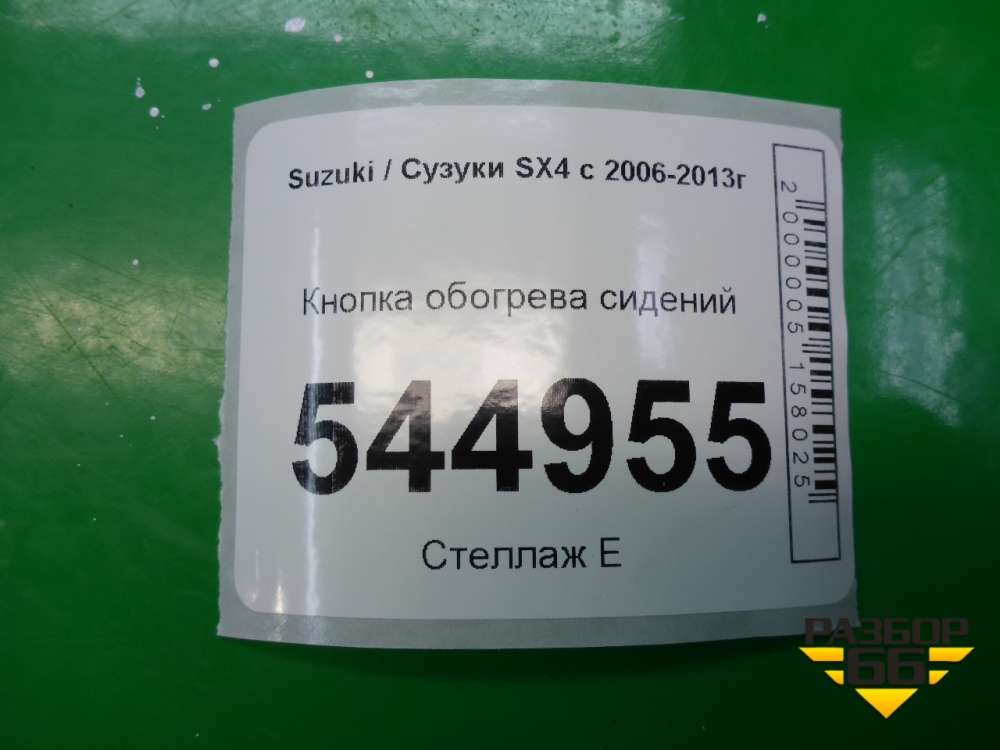 Suzuki / Сузуки SX4 с 2006-2013г
Кнопка обогрева сидений
544955
Стеллаж Е
2000005158025
РАЗБОР
66